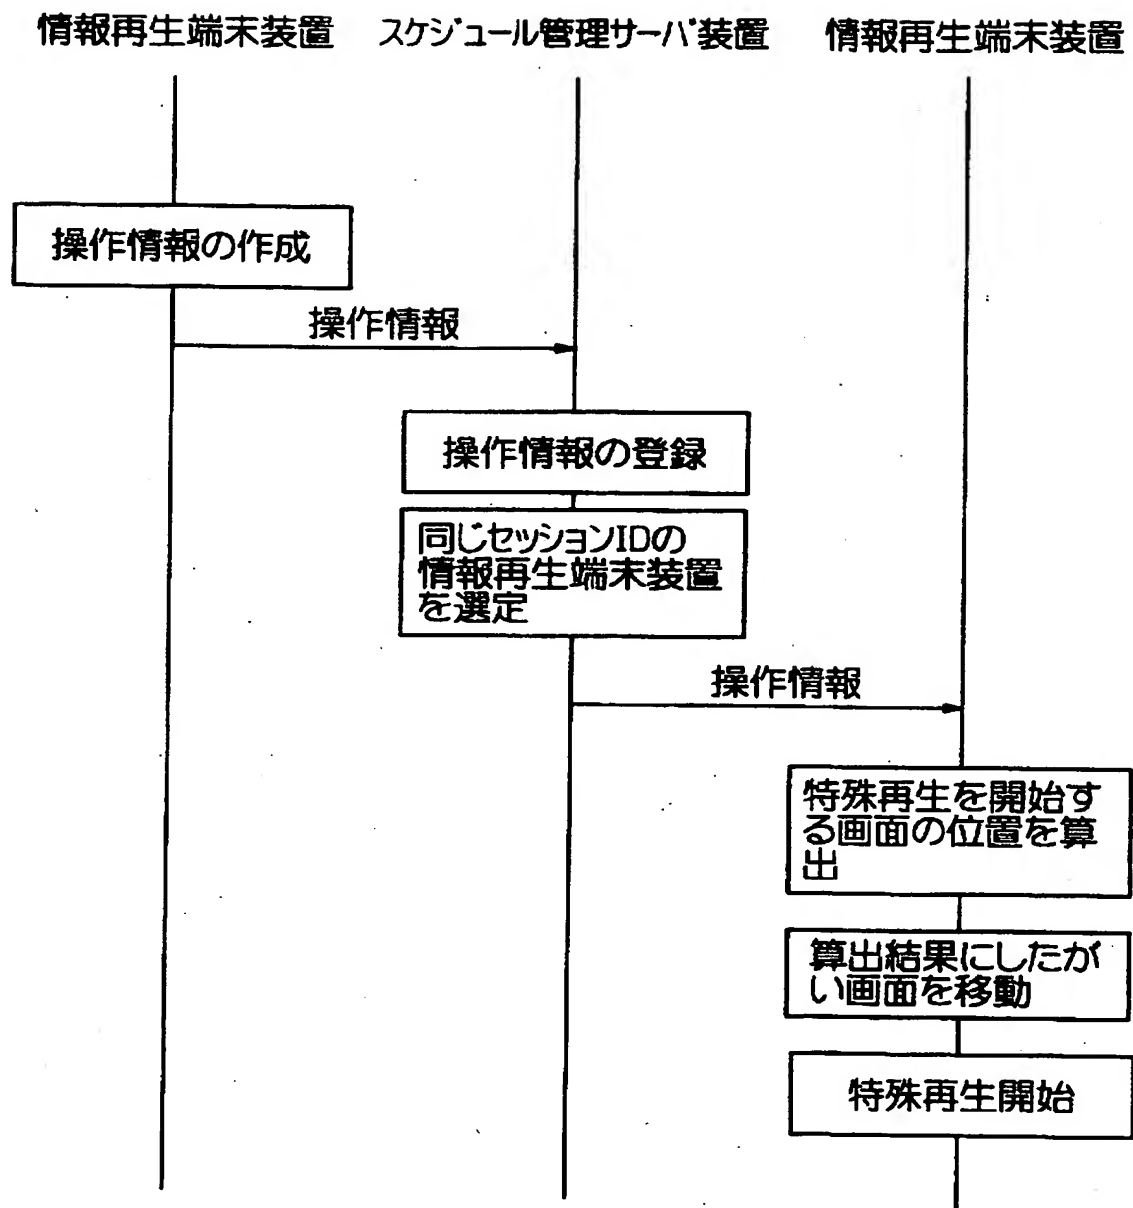 情報再生端末装置
スケジュール管理サーバ装置
情報再生端末装置
操作情報の作成
操作情報
操作情報の登録
同じセッションIDの
情報再生端末装置
を選定
操作情報
特殊再生を開始す
る画面の位置を算
出
算出結果にしたが
い画面を移動
特殊再生開始